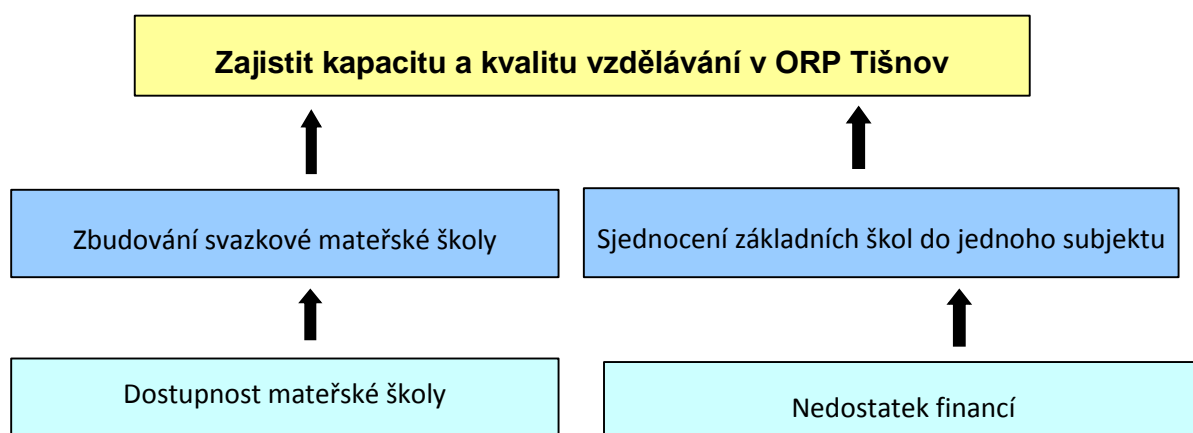 Zajistit kapacitu a kvalitu vzdělávání v ORP Tišnov
Zbudování svazkové mateřské školy
Sjednocení základních škol do jednoho subjektu
Dostupnost mateřské školy
Nedostatek financí